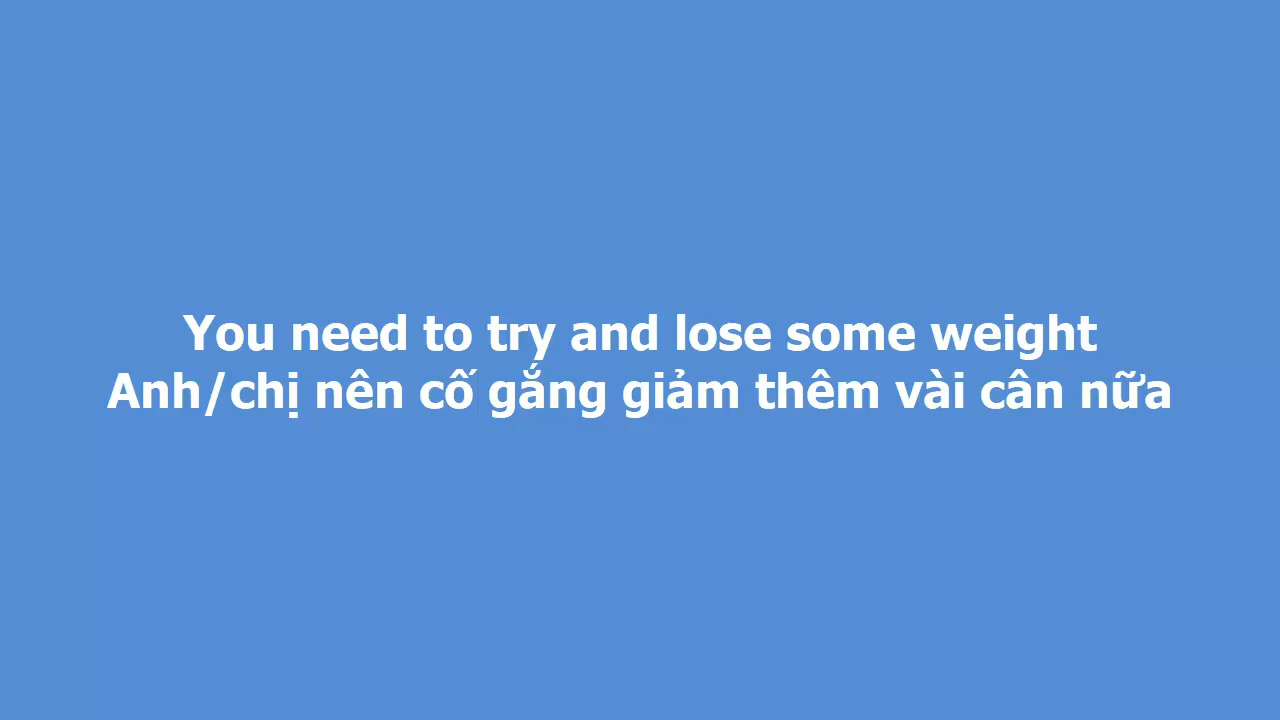 You need to try and lose some weight
Anh/chị nên cố gắng giảm thêm vài cân nữa